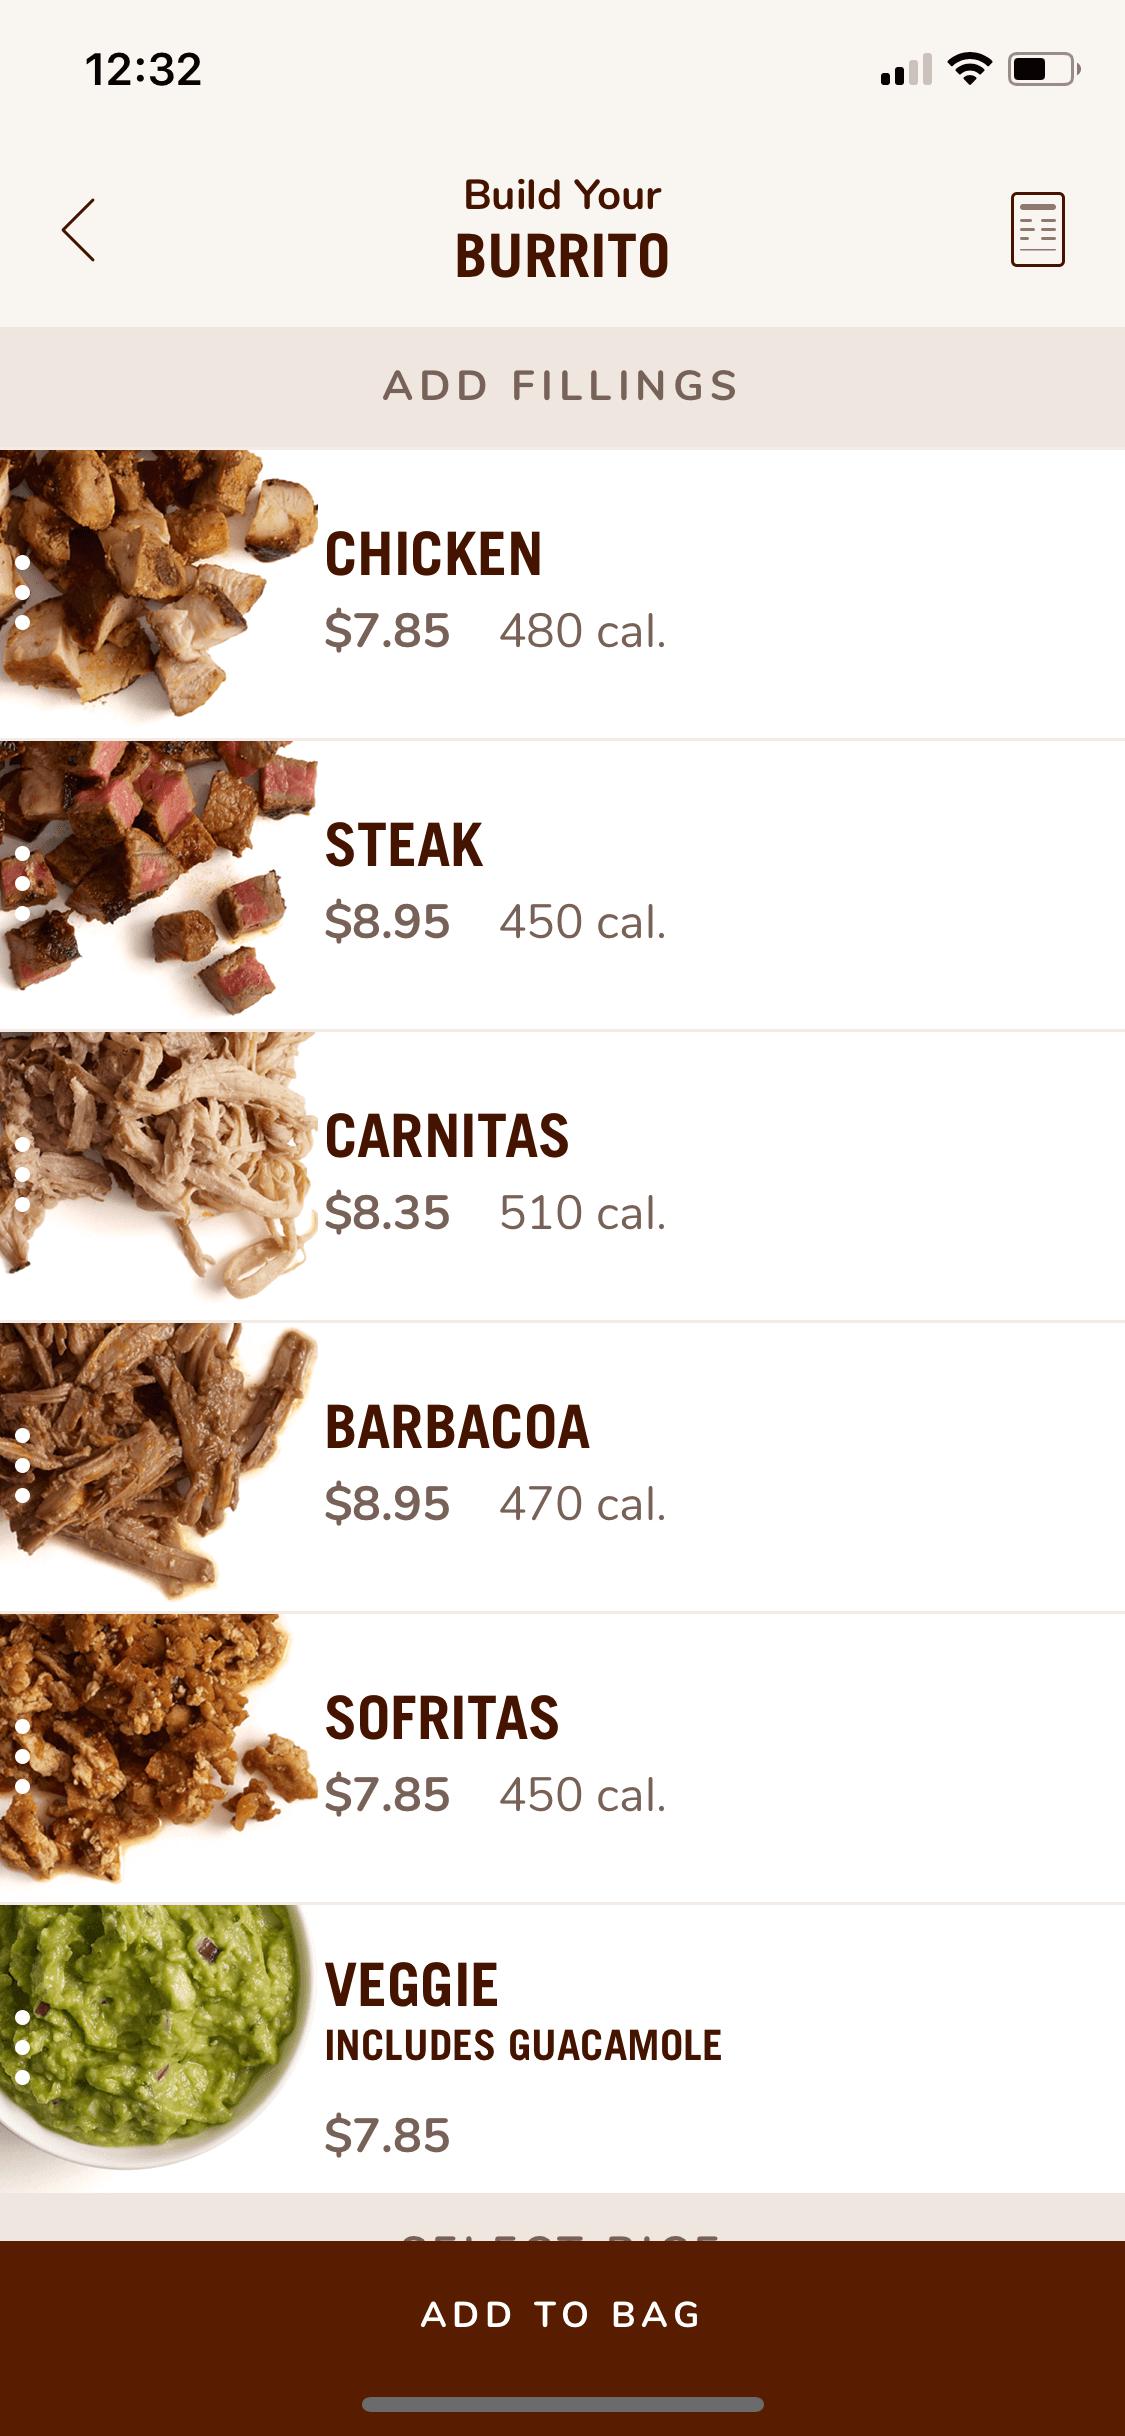 12:32
Build Your
BURRITO
ADD FILLINGS
CHICKEN
$7.85 480 cal.
STEAK
$8.95 450 cal.
CARNITAS
$8.35 510 cal.
BARBACOA
$8.95 470 cal.
SOFRITAS
$7.85 450 cal.
VEGGIE
INCLUDES GUACAMOLE
$7.85
SELECT RICE
ADD TO BAG